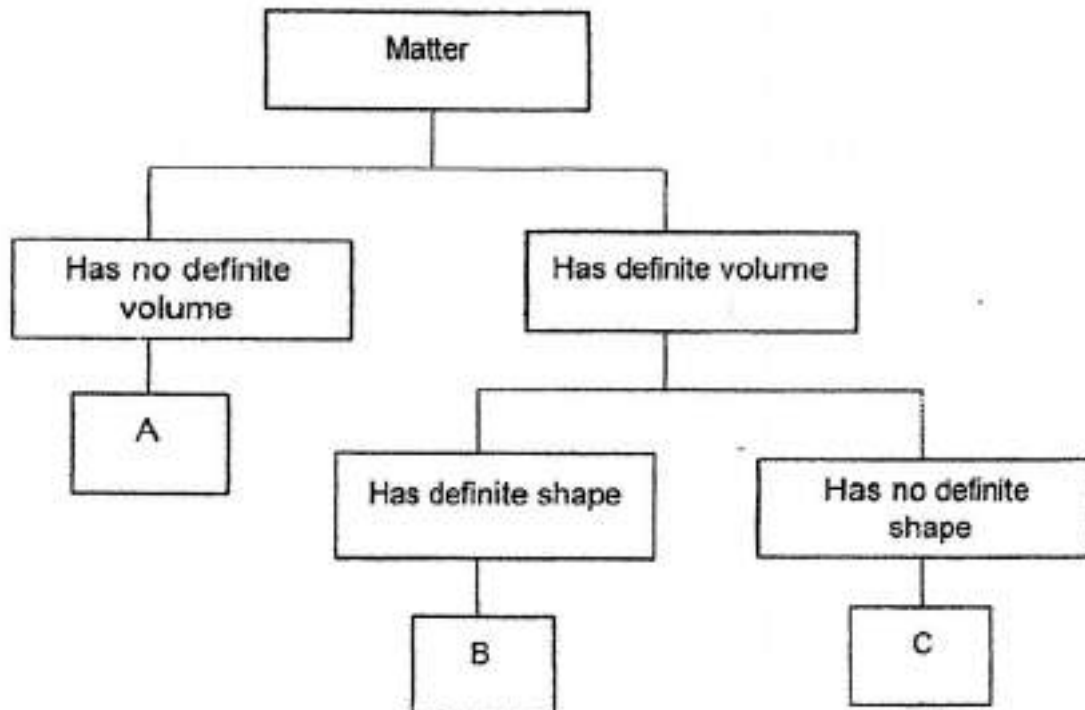 Matter
Has no definite
volume
Has definite volume
A
Has definite shape
Has no definite
shape
B
C